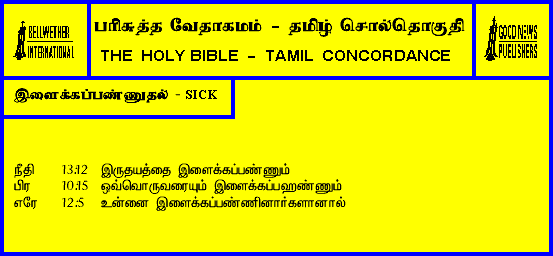 BELLWETHER
INTERNATIONAL
பரிசுத்த வேதாகமம் - தமிழ் சொல்தொகுதி
THE HOLY BIBLE - TAMIL CONCORDANCE
GOOD NEWS
PUBLISHERS
இளைக்கப்பண்ணுதல் - SICK
நீதி 13:12 இருதயத்தை இளைக்கப்பண்ணும்
பிர 10:15 ஒவ்வொருவரையும் இளைக்கப்பஹண்ணும்
எரே 12:5 உன்னை இளைக்கப்பண்ணினார்களானால்